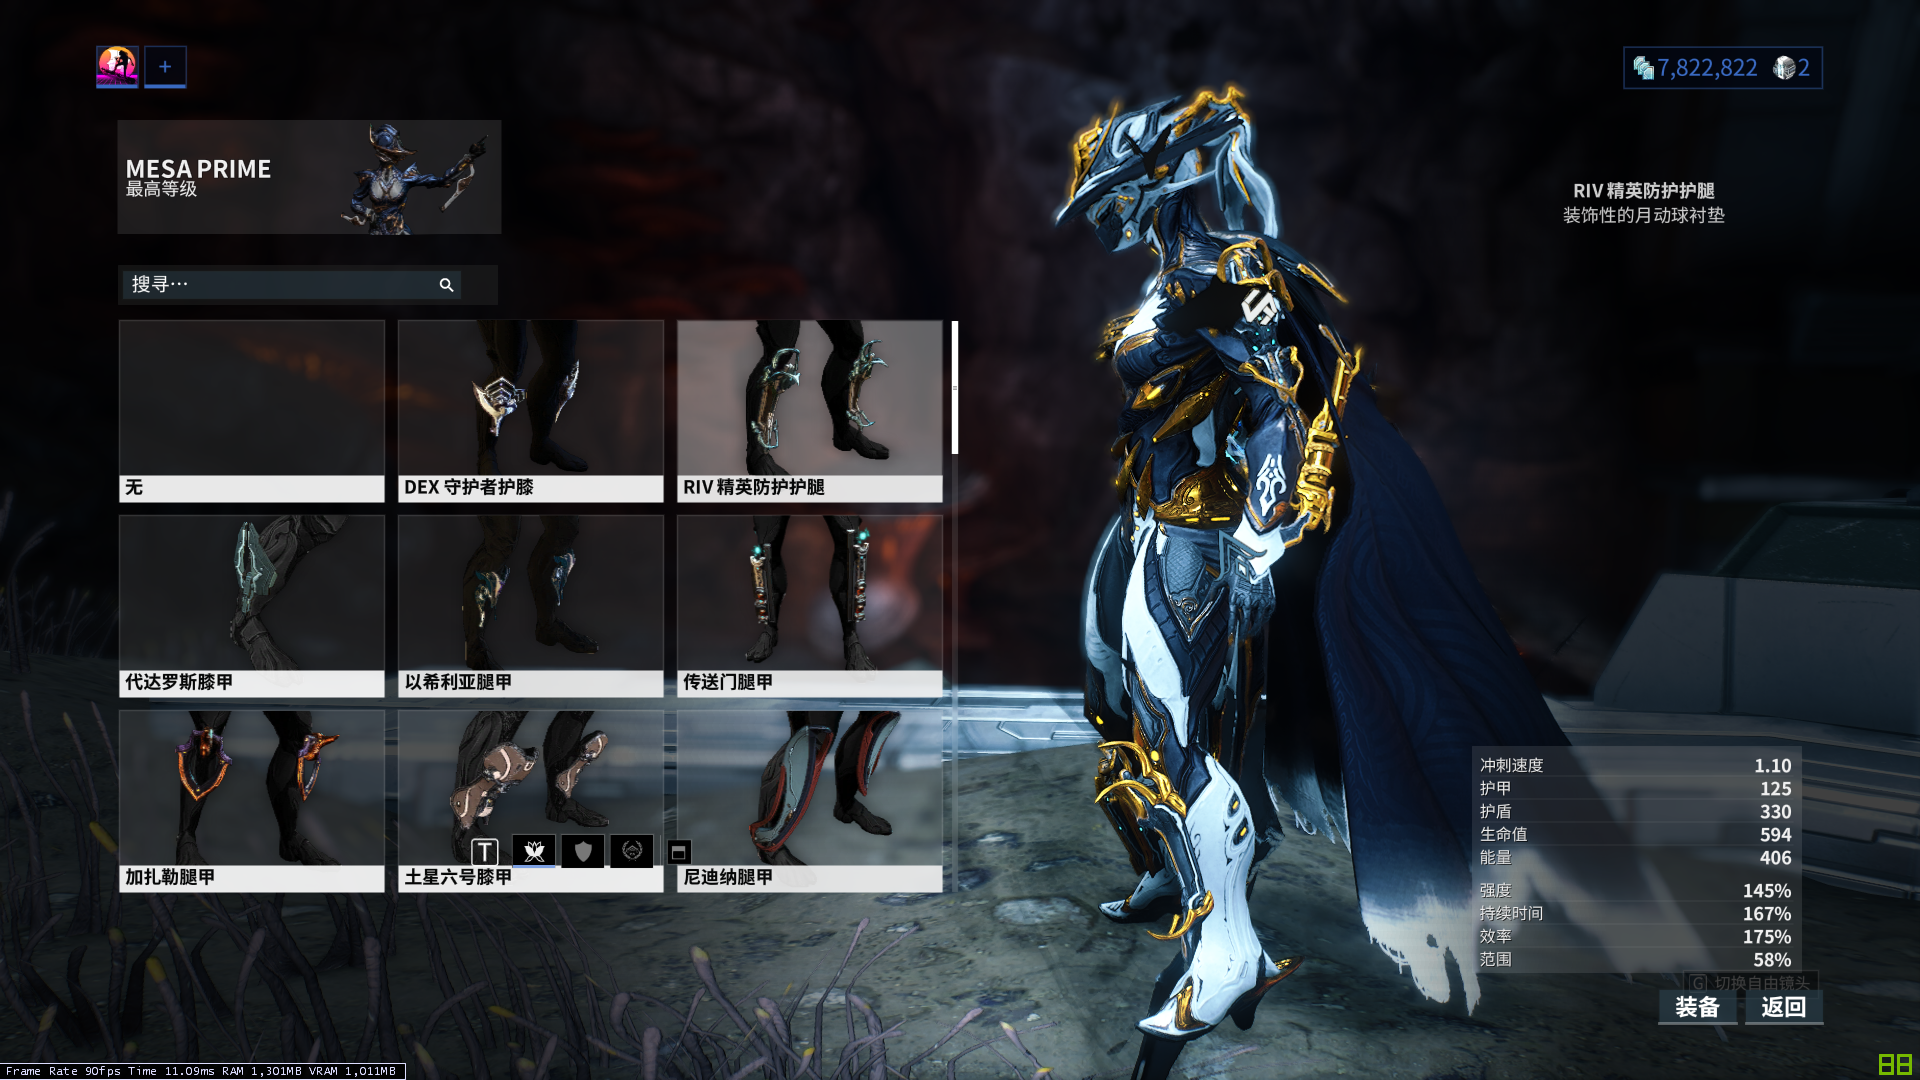 +
7,822,822 2
MESA PRIME
最高等级
RIV 精英防护护腿
装饰性的月动球衬垫
搜寻…
无
DEX 守护者护膝
RIV 精英防护护腿
代达罗斯膝甲
以希利亚腿甲
传送门腿甲
T
加扎勒腿甲
土星六号膝甲
尼迪纳腿甲
冲刺速度 1.10
护甲 125
护盾 330
生命值 594
能量 406
强度 145%
持续时间 167%
效率 175%
范围 58%
G 切换自由镜头
装备 返回
Frame Rate 90fps Time 11.09ms RAM 1,301MB VRAM 1,011MB
88